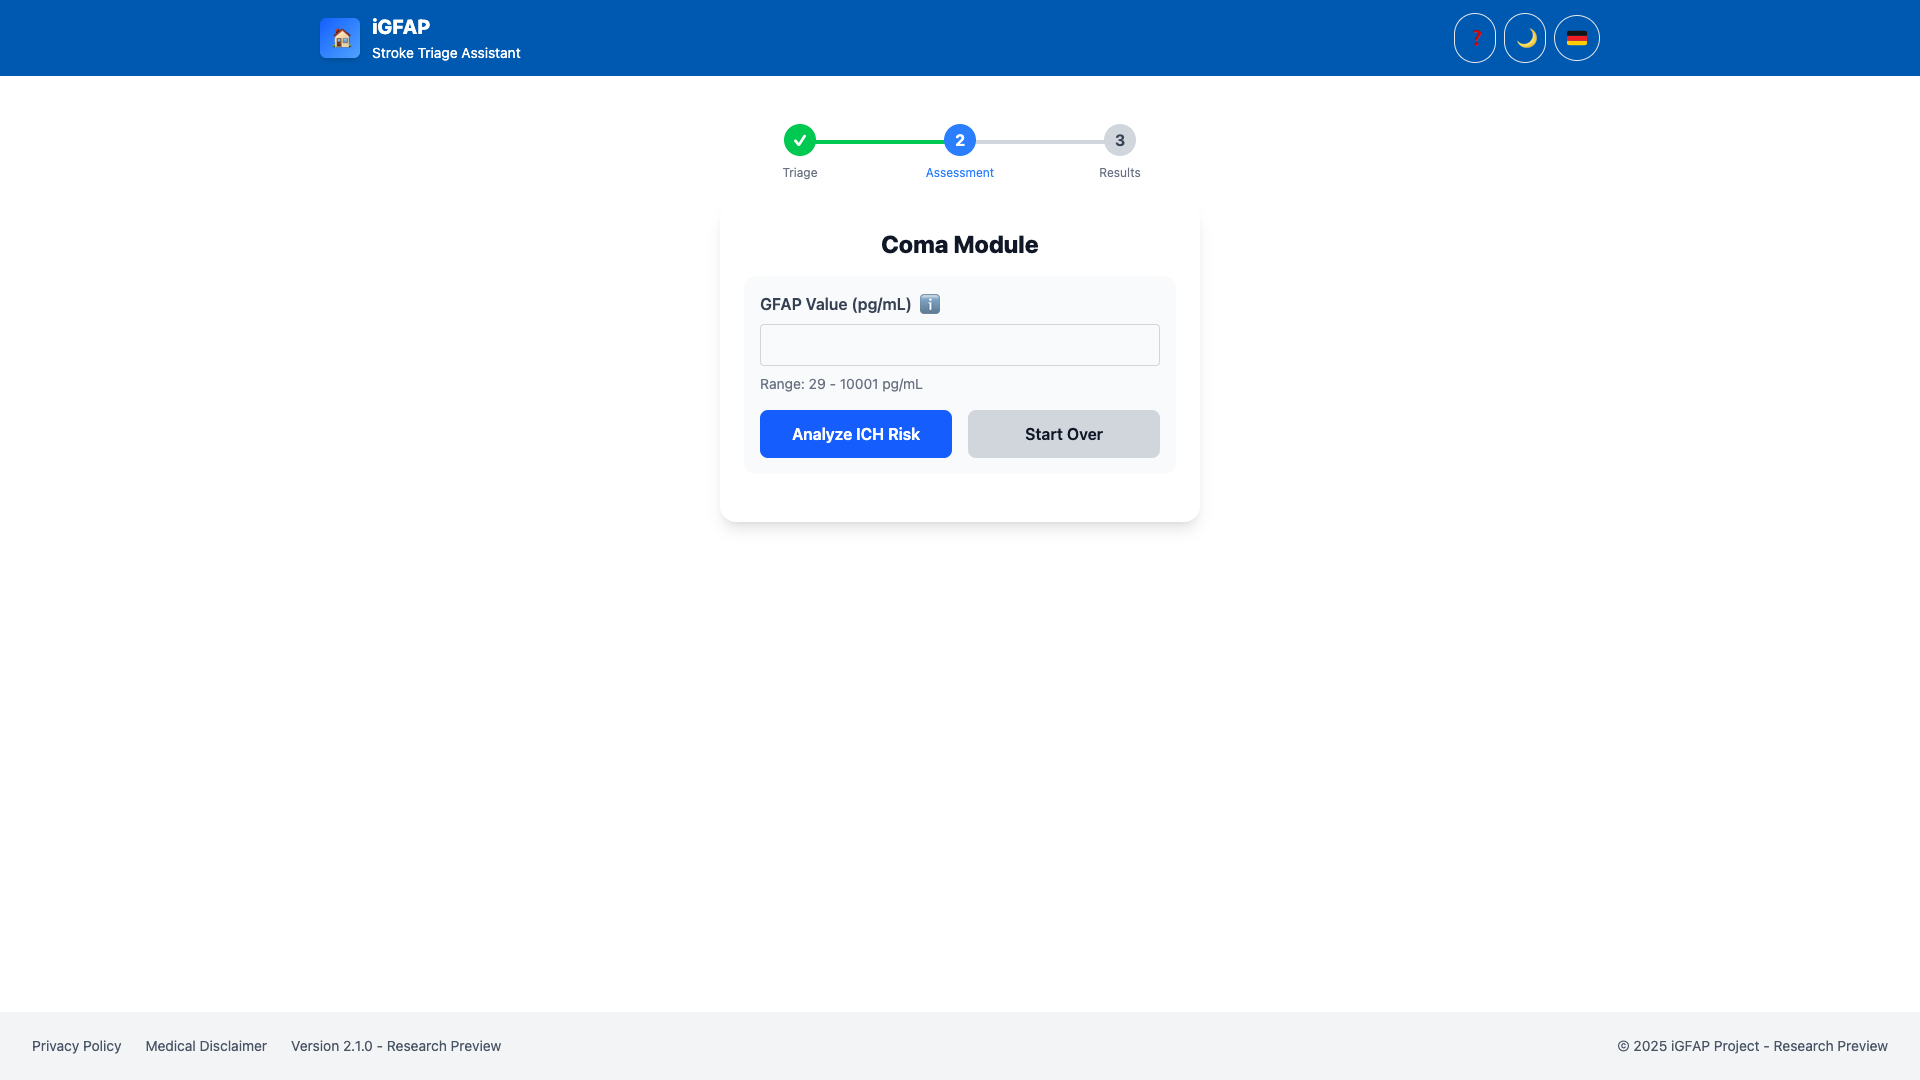 iGFAP
Stroke Triage Assistant
2
3
Triage
Assessment
Results
Coma Module
GFAP Value (pg/mL)
Range: 29 - 10001 pg/mL
Analyze ICH Risk
Start Over
Privacy Policy
Medical Disclaimer
Version 2.1.0 - Research Preview
© 2025 iGFAP Project - Research Preview